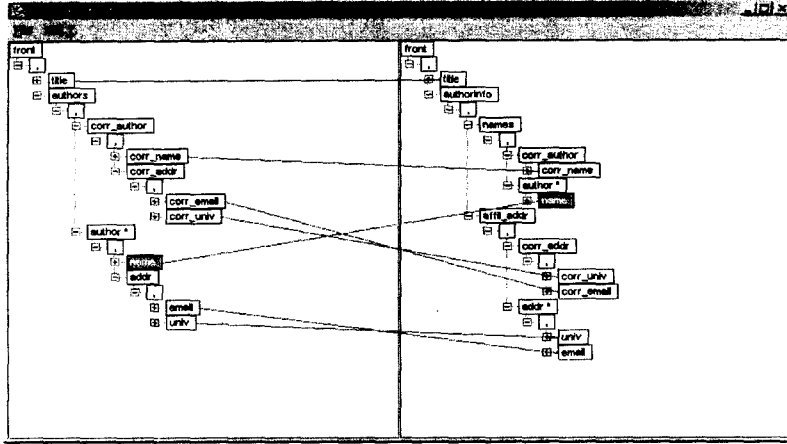 front
,
title
authors
,
corr_author
,
corr_name
corr_addr
,
corr_email
corr_univ
author *
,
name
addr
,
email
univ
front
,
title
authorinfo
,
names
,
corr_author
corr_name
author *
name
affil_addr
,
corr_addr
,
corr_univ
corr_email
addr *
,
univ
email